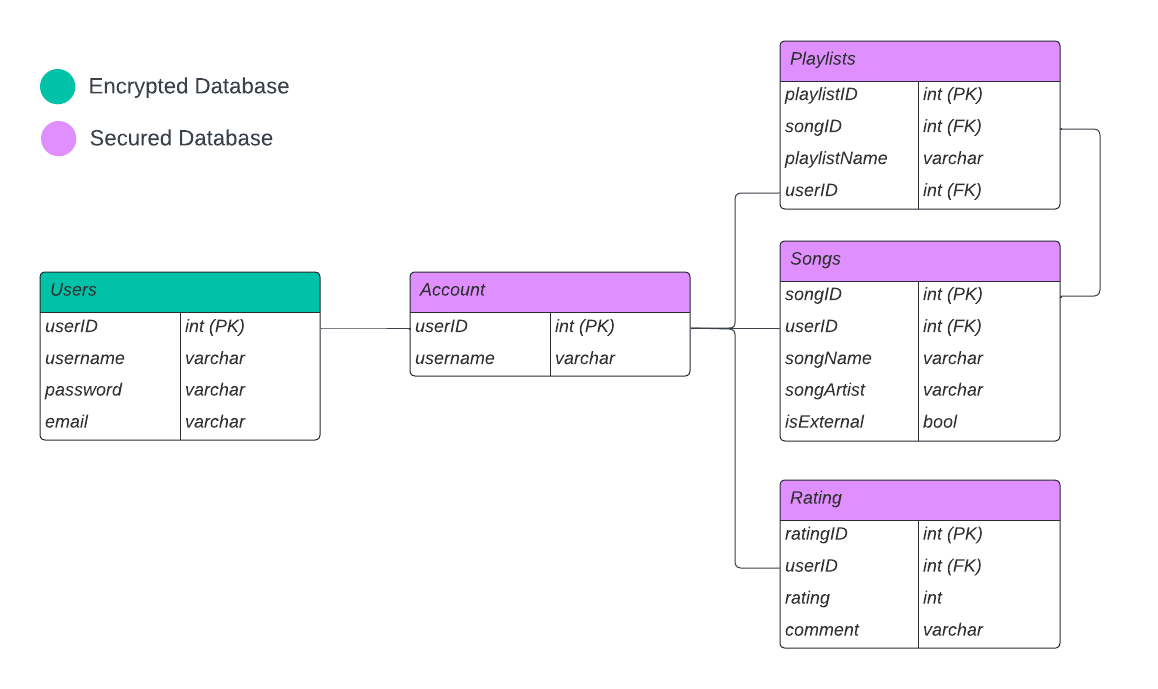 Encrypted Database
Secured Database
Users
userID int (PK)
username varchar
password varchar
email varchar
Account
userID int (PK)
username varchar
Playlists
playlistID int (PK)
songID int (FK)
playlistName varchar
userID int (FK)
Songs
songID int (PK)
userID int (FK)
songName varchar
songArtist varchar
isExternal bool
Rating
ratingID int (PK)
userID int (FK)
rating int
comment varchar